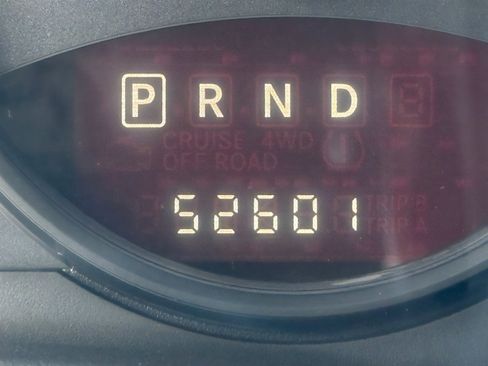 P R N D
CRUISE 4WD
OFF ROAD
52601
TRIP B
TRIP A